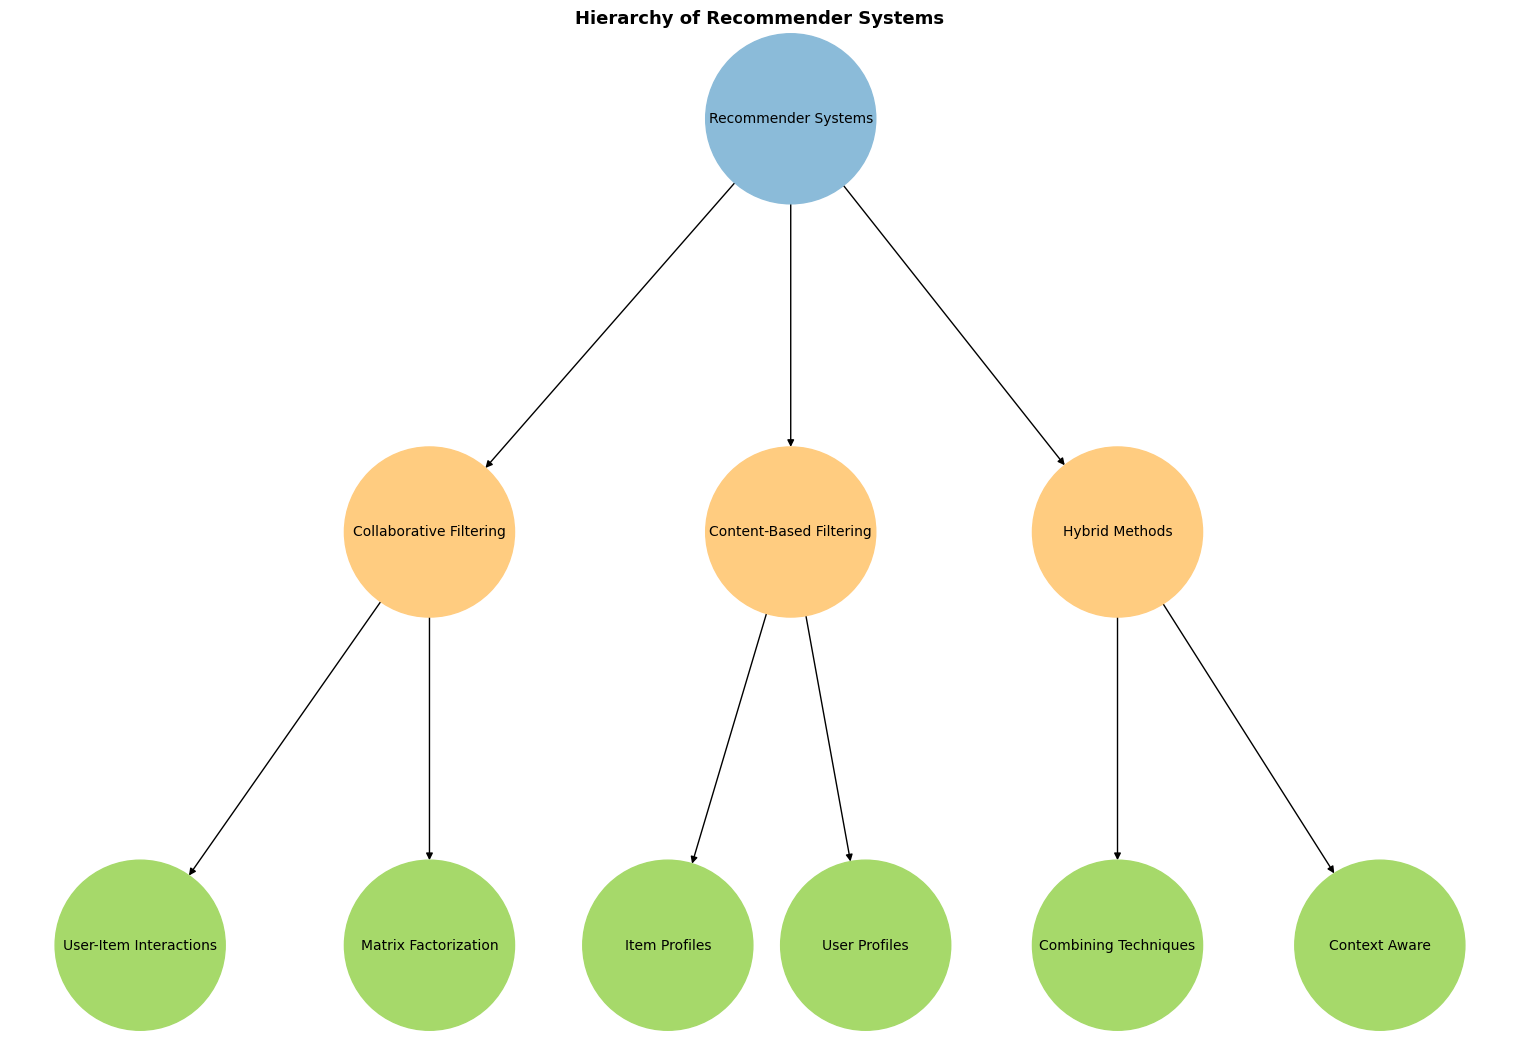 Hierarchy of Recommender Systems
Recommender Systems
Collaborative Filtering
Content-Based Filtering
Hybrid Methods
User-Item Interactions
Matrix Factorization
Item Profiles
User Profiles
Combining Techniques
Context Aware